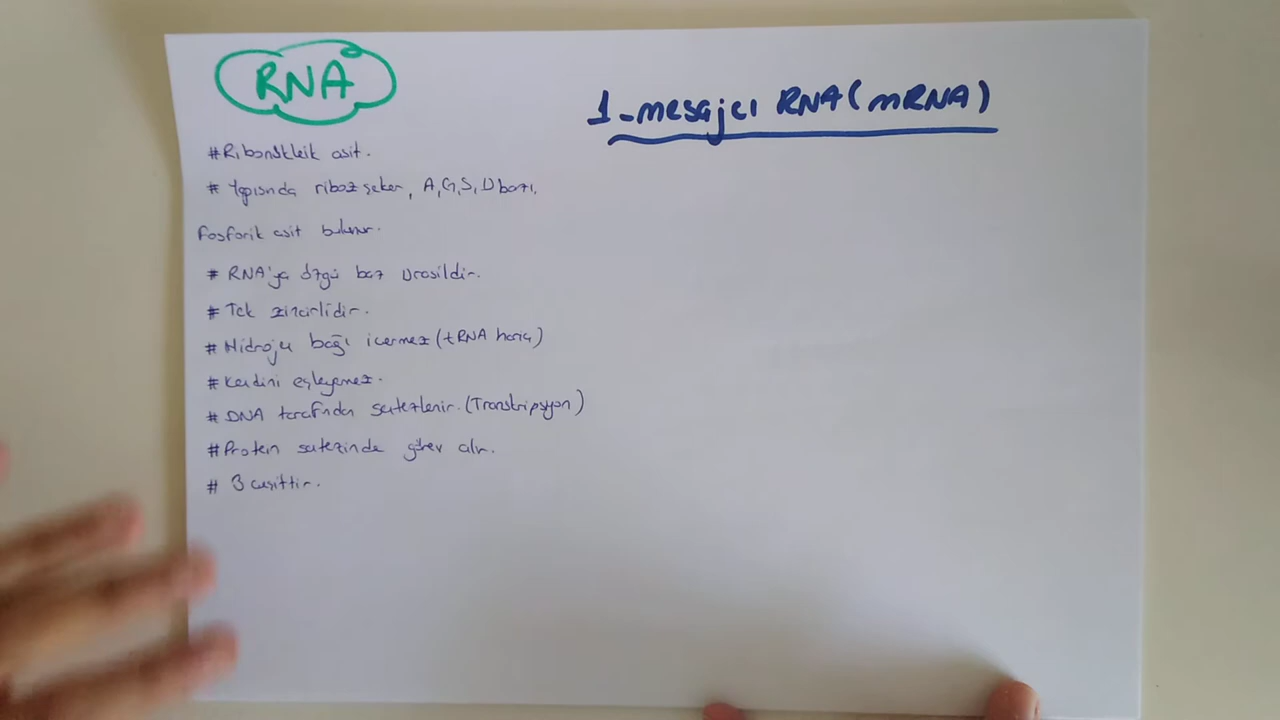 RNA
#Ribonükleik asit.
# Yapısında riboz şeker, A,G,S,U bazı,
Fosforik asit bulunur.
# RNA'ya özgü baz Urasildir.
# Tek zincirlidir.
# Hidrojen bağı içermez (tRNA hariç)
# Kendini eşleyemez.
# DNA tarafından sentezlenir. (Transkripsyon)
#Protein sentezinde görev alır.
# 3 çeşittir.
1-mesajcı RNA (mRNA)